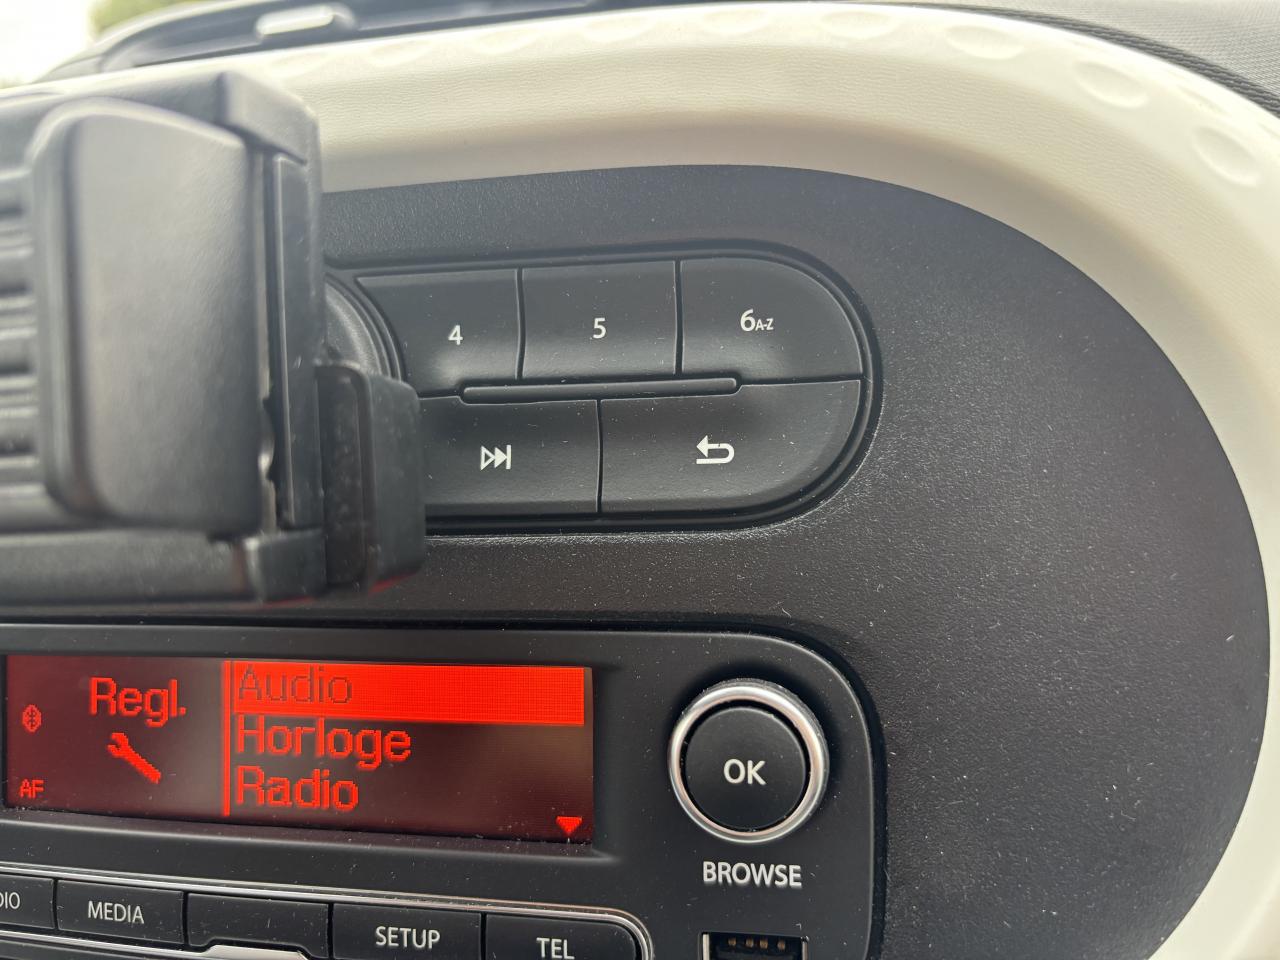 4
5
6A-Z
Regl.
AF
Audio
Horloge
Radio
OK
BROWSE
MEDIA
SETUP
TEL